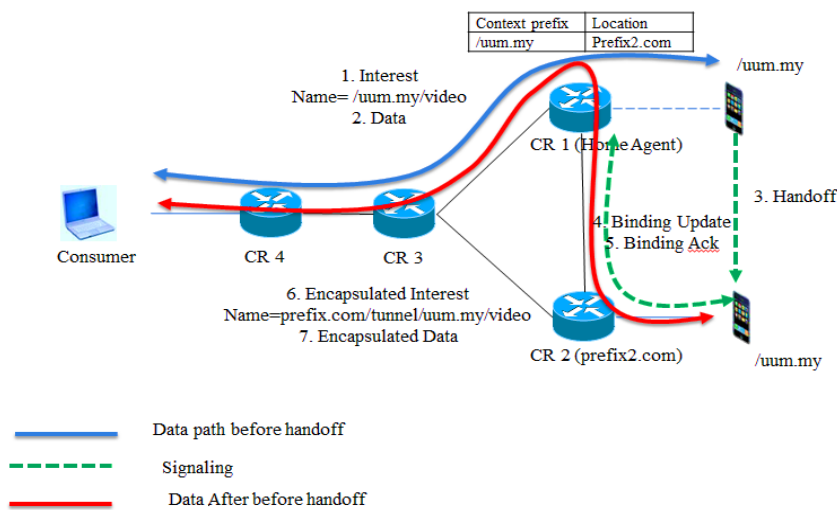 Context prefix Location
/uum.my Prefix2.com
/uum.my
1. Interest
Name= /uum.my/video
2. Data
CR 1 (Home Agent)
3. Handoff
4. Binding Update
5. Binding Ack
Consumer
CR 4
CR 3
6. Encapsulated Interest
Name=prefix.com/tunnel/uum.my/video
7. Encapsulated Data
CR 2 (prefix2.com)
/uum.my
Data path before handoff
Signaling
Data After before handoff